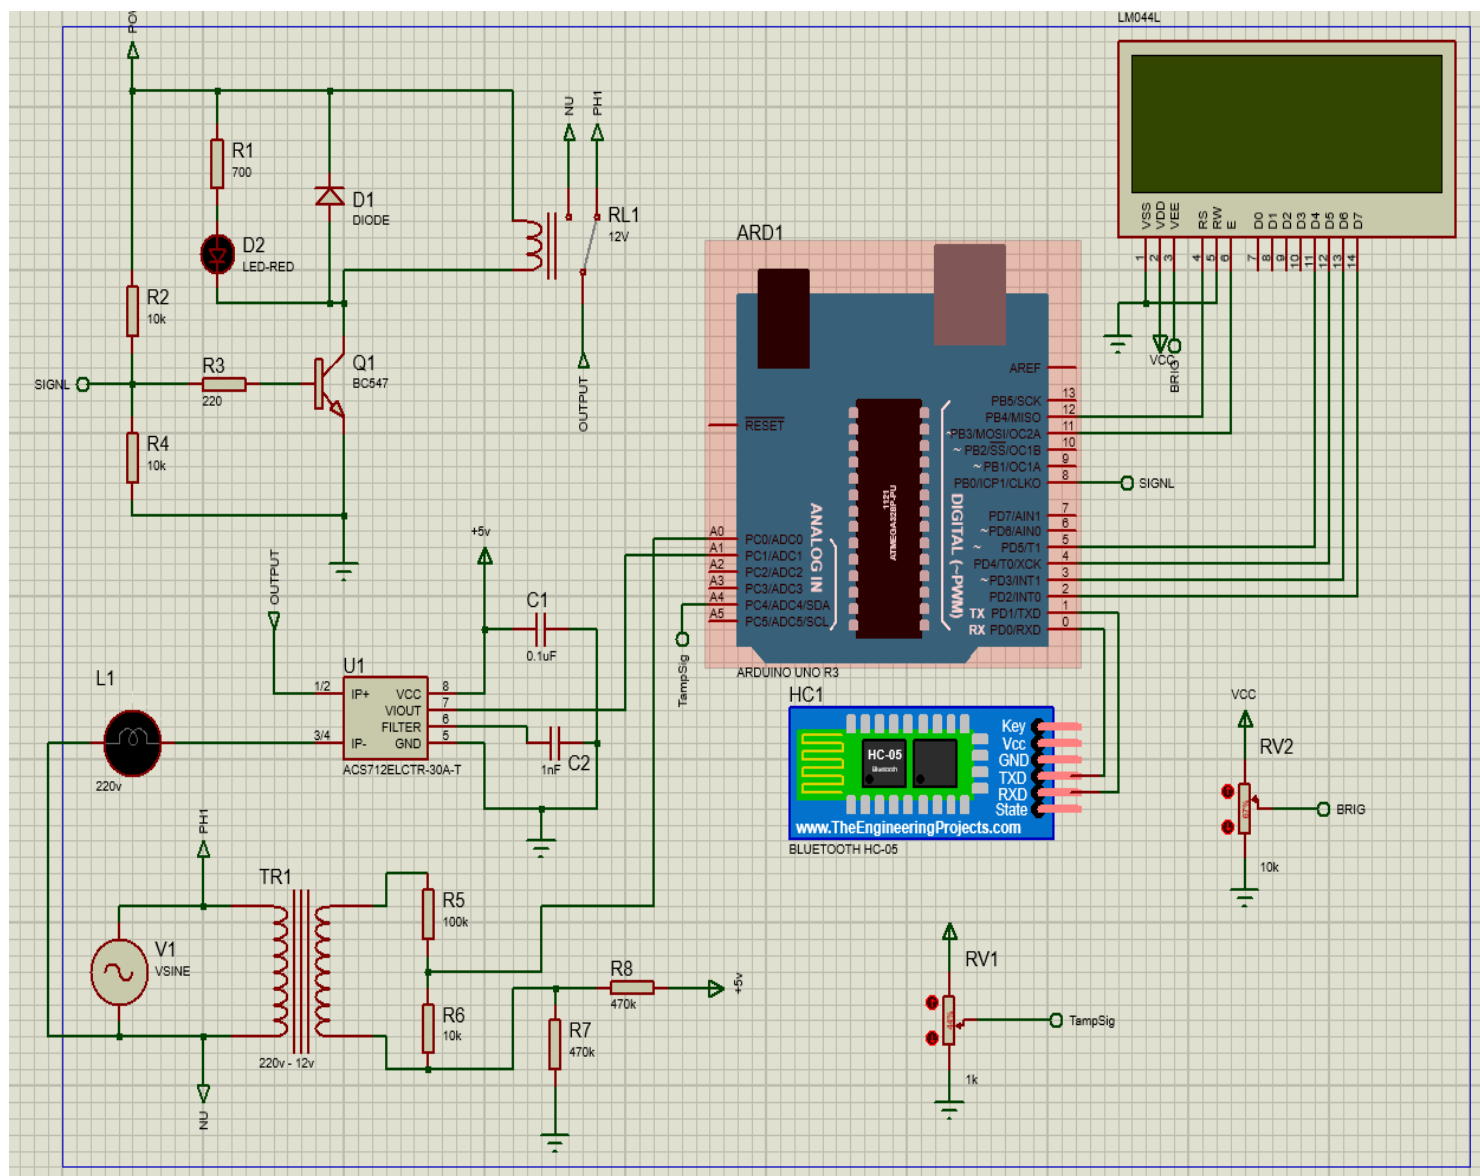 LM044L
NU
PH1
R1
700
D1
DIODE
D2
LED-RED
RL1
12V
R2
10k
R3
220
Q1
BC547
SIGNL
R4
10k
OUTPUT
VSS
VDD
VEE
RS
RW
E
D0
D1
D2
D3
D4
D5
D6
D7
1
2
3
4
5
6
7
8
9
10
11
12
13
14
VCC
BRIG
ARD1
RESET
AREF
13
PB5/SCK
12
PB4/MISO
11
~PB3/MOSI/OC2A
10
~ PB2/SS/OC1B
9
~ PB1/OC1A
8
PB0/ICP1/CLKO
SIGNL
7
PD7/AIN1
6
~PD6/AIN0
5
~ PD5/T1
4
PD4/T0/XCK
3
~PD3/INT1
2
PD2/INT0
1
TX PD1/TXD
0
RX PD0/RXD
ANALOG IN
1121
ATMEGA328P-PU
DIGITAL (~PWM)
A0
PC0/ADC0
A1
PC1/ADC1
A2
PC2/ADC2
A3
PC3/ADC3
A4
PC4/ADC4/SDA
A5
PC5/ADC5/SCL
ARDUINO UNO R3
TampSig
OUTPUT
+5v
C1
0.1uF
U1
1/2
IP+
3/4
IP-
VCC
8
VIOUT
7
FILTER
6
GND
5
ACS712ELCTR-30A-T
1nF
C2
L1
220v
HC1
HC-05
Bluetooth
Key
Vcc
GND
TXD
RXD
State
www.TheEngineeringProjects.com
BLUETOOTH HC-05
VCC
RV2
67%
BRIG
10k
PH1
TR1
V1
VSINE
220v - 12v
NU
R5
100k
R6
10k
R8
470k
+5v
R7
470k
RV1
44%
TampSig
1k